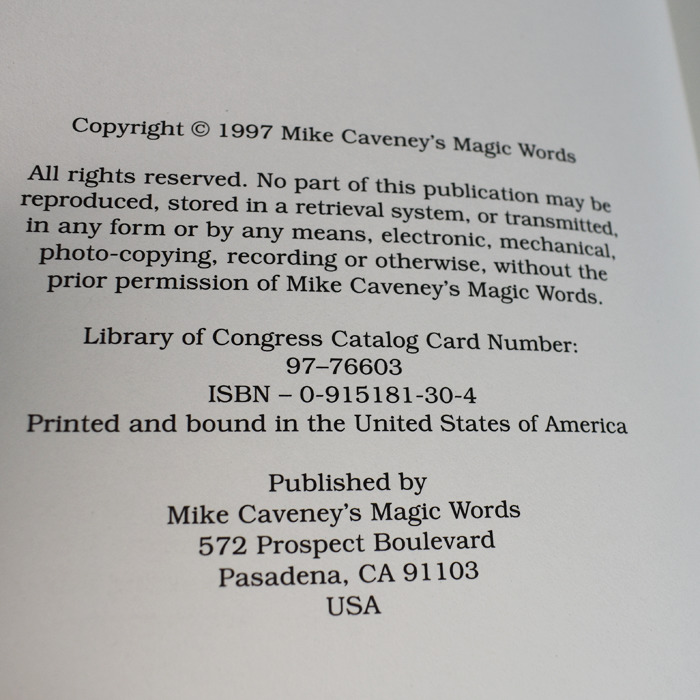 Copyright © 1997 Mike Caveney's Magic Words
All rights reserved. No part of this publication may be
reproduced, stored in a retrieval system, or transmitted,
in any form or by any means, electronic, mechanical,
photo-copying, recording or otherwise, without the
prior permission of Mike Caveney's Magic Words.
Library of Congress Catalog Card Number:
97–76603
ISBN – 0-915181-30-4
Printed and bound in the United States of America
Published by
Mike Caveney's Magic Words
572 Prospect Boulevard
Pasadena, CA 91103
USA